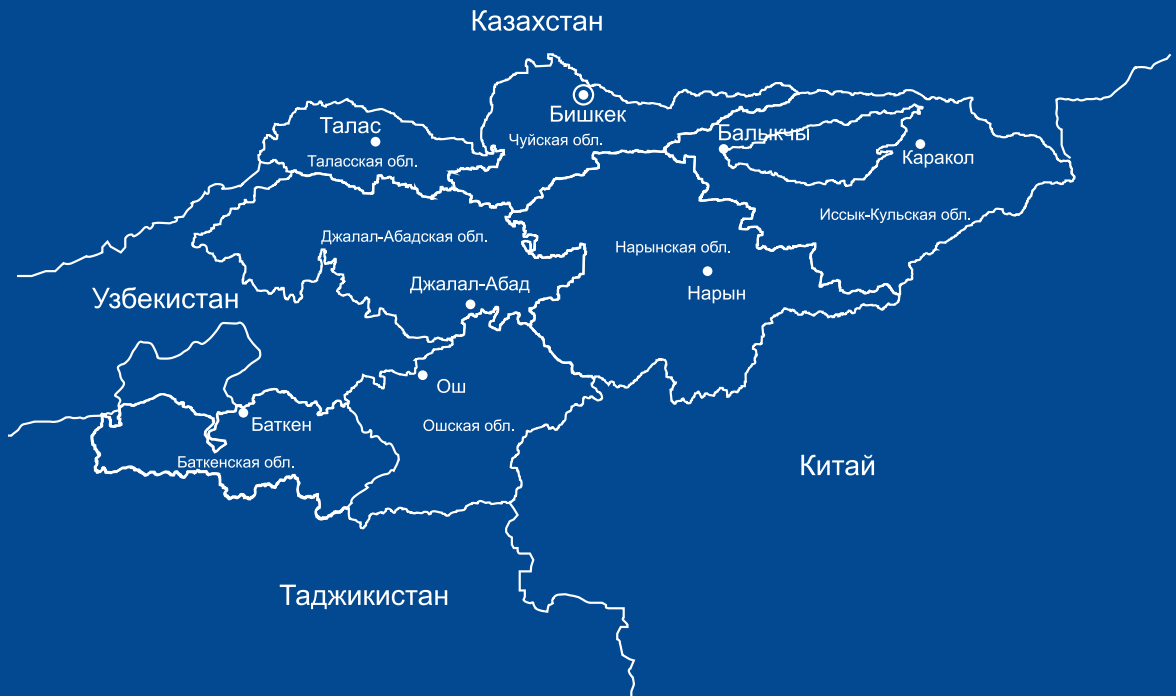 Казахстан
Бишкек
Талас
Балыкчы
Чуйская обл.
Каракол
Таласская обл.
Иссык-Кульская обл.
Джалал-Абадская обл.
Нарынская обл.
Джалал-Абад
Нарын
Узбекистан
Ош
Баткен
Ошская обл.
Баткенская обл.
Китай
Таджикистан